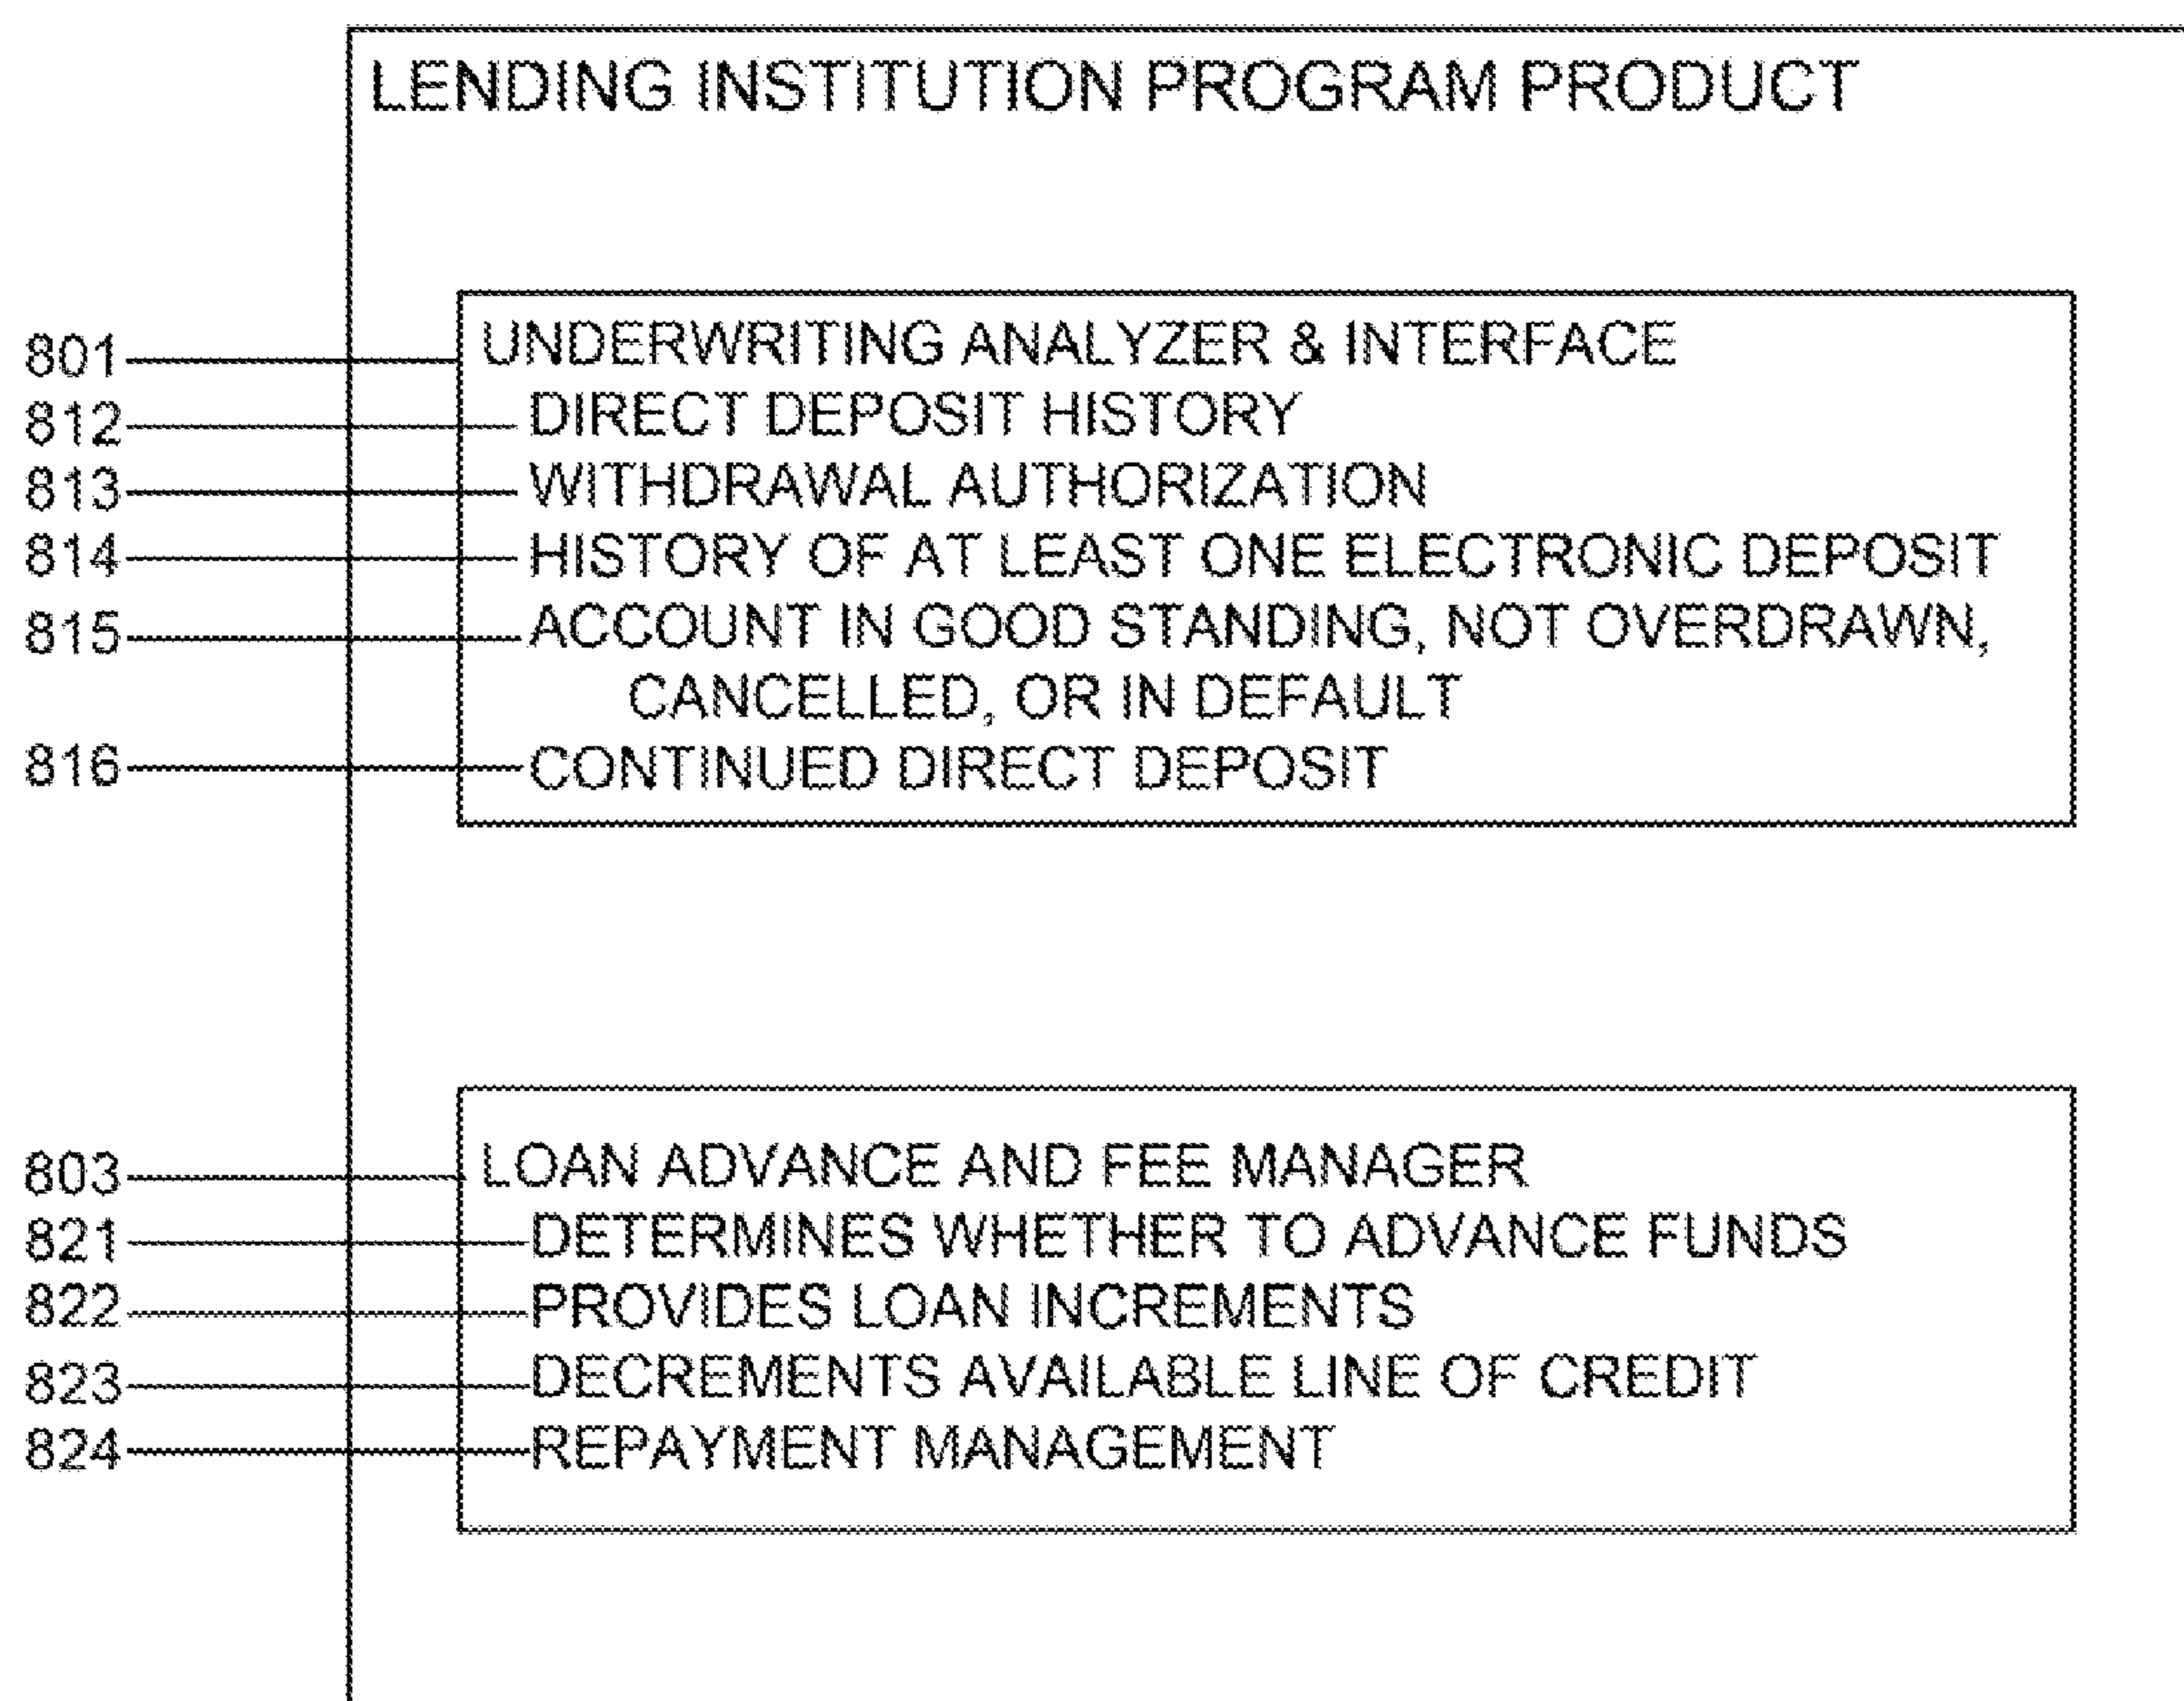 LENDING INSTITUTION PROGRAM PRODUCT
801 UNDERWRITING ANALYZER & INTERFACE
812 DIRECT DEPOSIT HISTORY
813 WITHDRAWAL AUTHORIZATION
814 HISTORY OF AT LEAST ONE ELECTRONIC DEPOSIT
815 ACCOUNT IN GOOD STANDING, NOT OVERDRAWN,
CANCELLED, OR IN DEFAULT
816 CONTINUED DIRECT DEPOSIT
803 LOAN ADVANCE AND FEE MANAGER
821 DETERMINES WHETHER TO ADVANCE FUNDS
822 PROVIDES LOAN INCREMENTS
823 DECREMENTS AVAILABLE LINE OF CREDIT
824 REPAYMENT MANAGEMENT